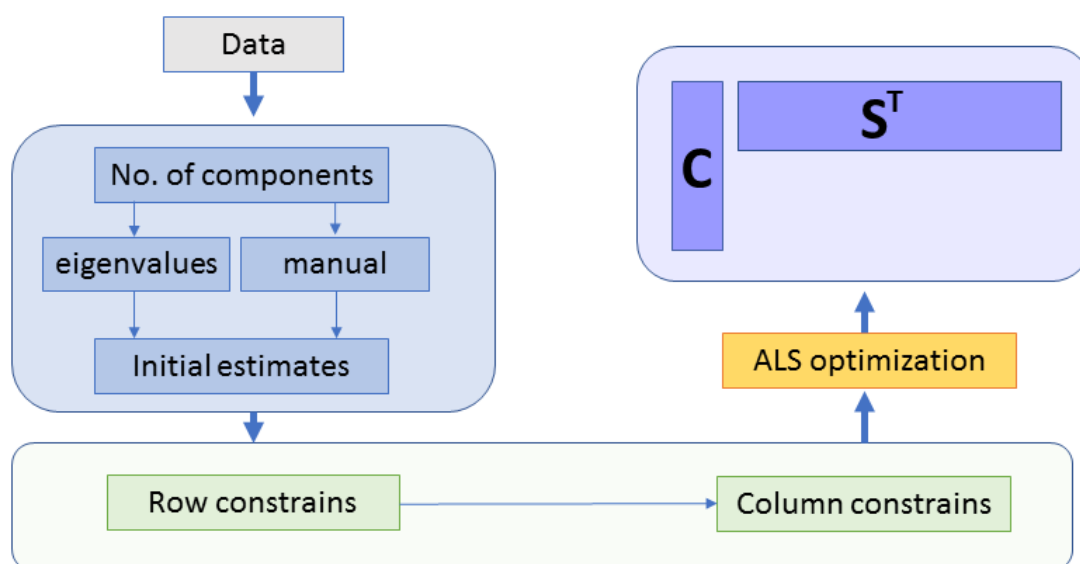 Data
No. of components
eigenvalues
manual
Initial estimates
Row constrains
Column constrains
ALS optimization
C
S^T